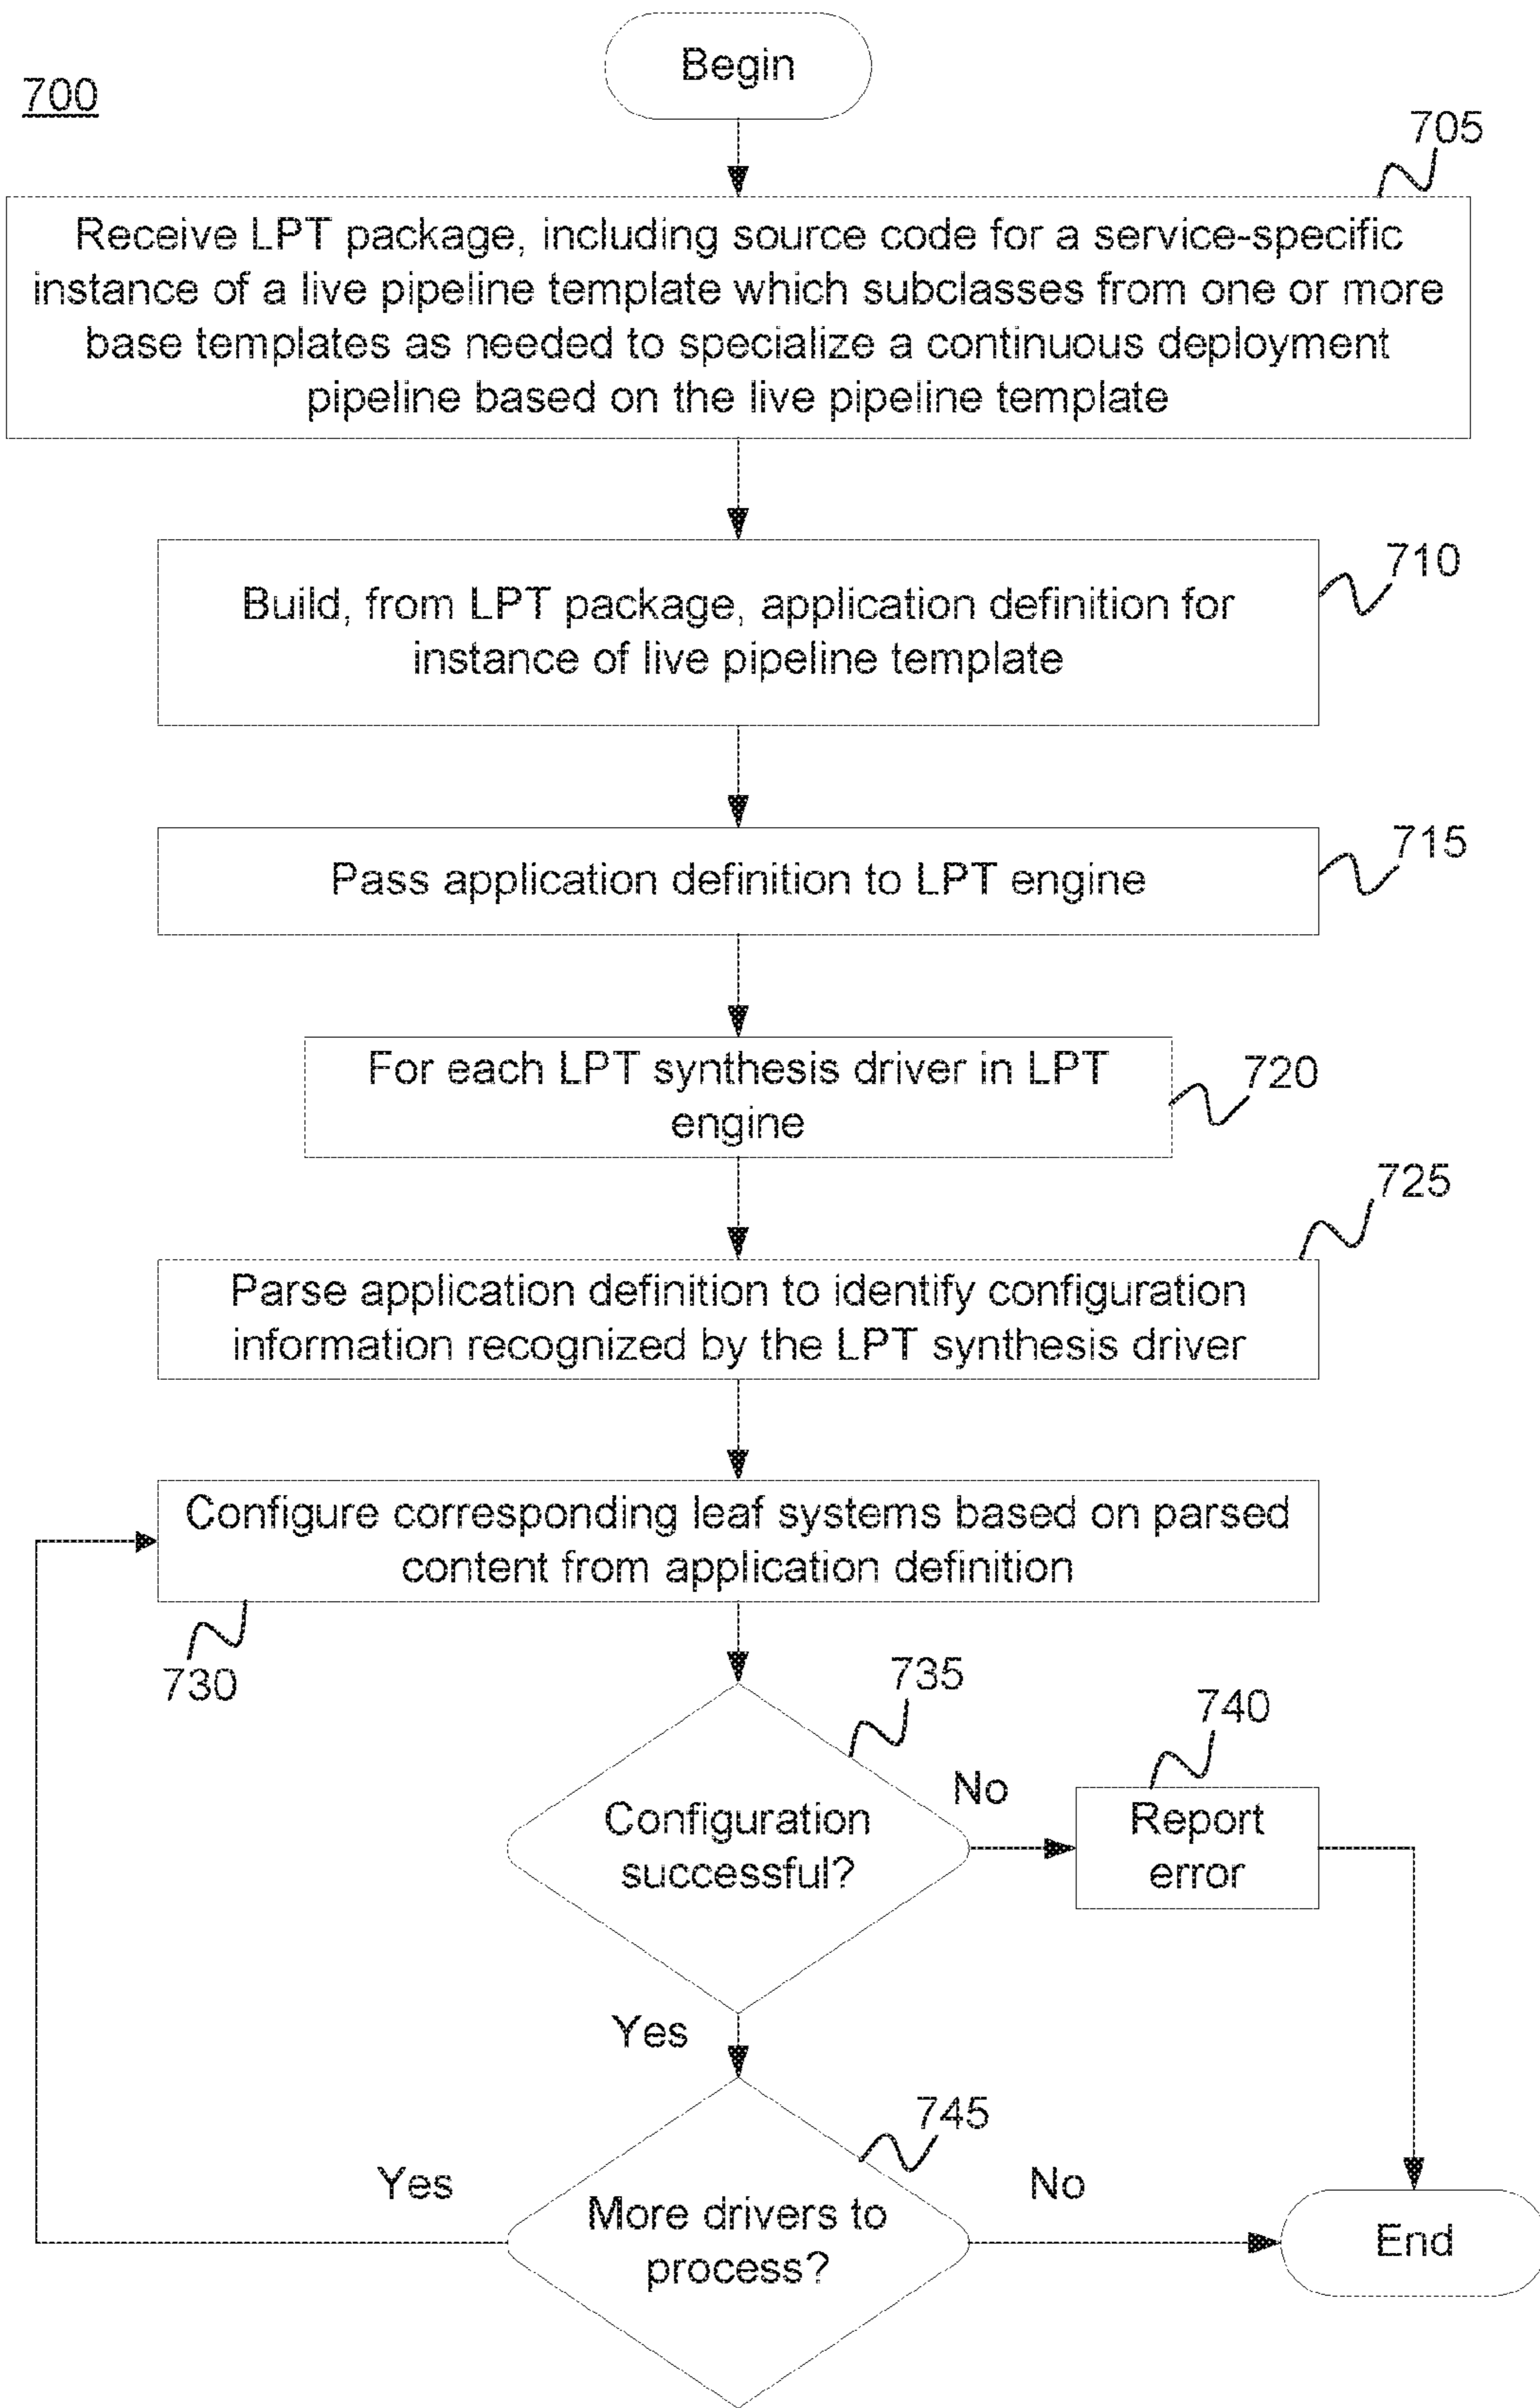 Begin
700
705
Receive LPT package, including source code for a service-specific
instance of a live pipeline template which subclasses from one or more
base templates as needed to specialize a continuous deployment
pipeline based on the live pipeline template
710
Build, from LPT package, application definition for
instance of live pipeline template
715
Pass application definition to LPT engine
For each LPT synthesis driver in LPT
engine
720
725
Parse application definition to identify configuration
information recognized by the LPT synthesis driver
Configure corresponding leaf systems based on parsed
content from application definition
730
735
740
No
Configuration
successful?
Report
error
Yes
745
Yes
No
More drivers to
process?
End